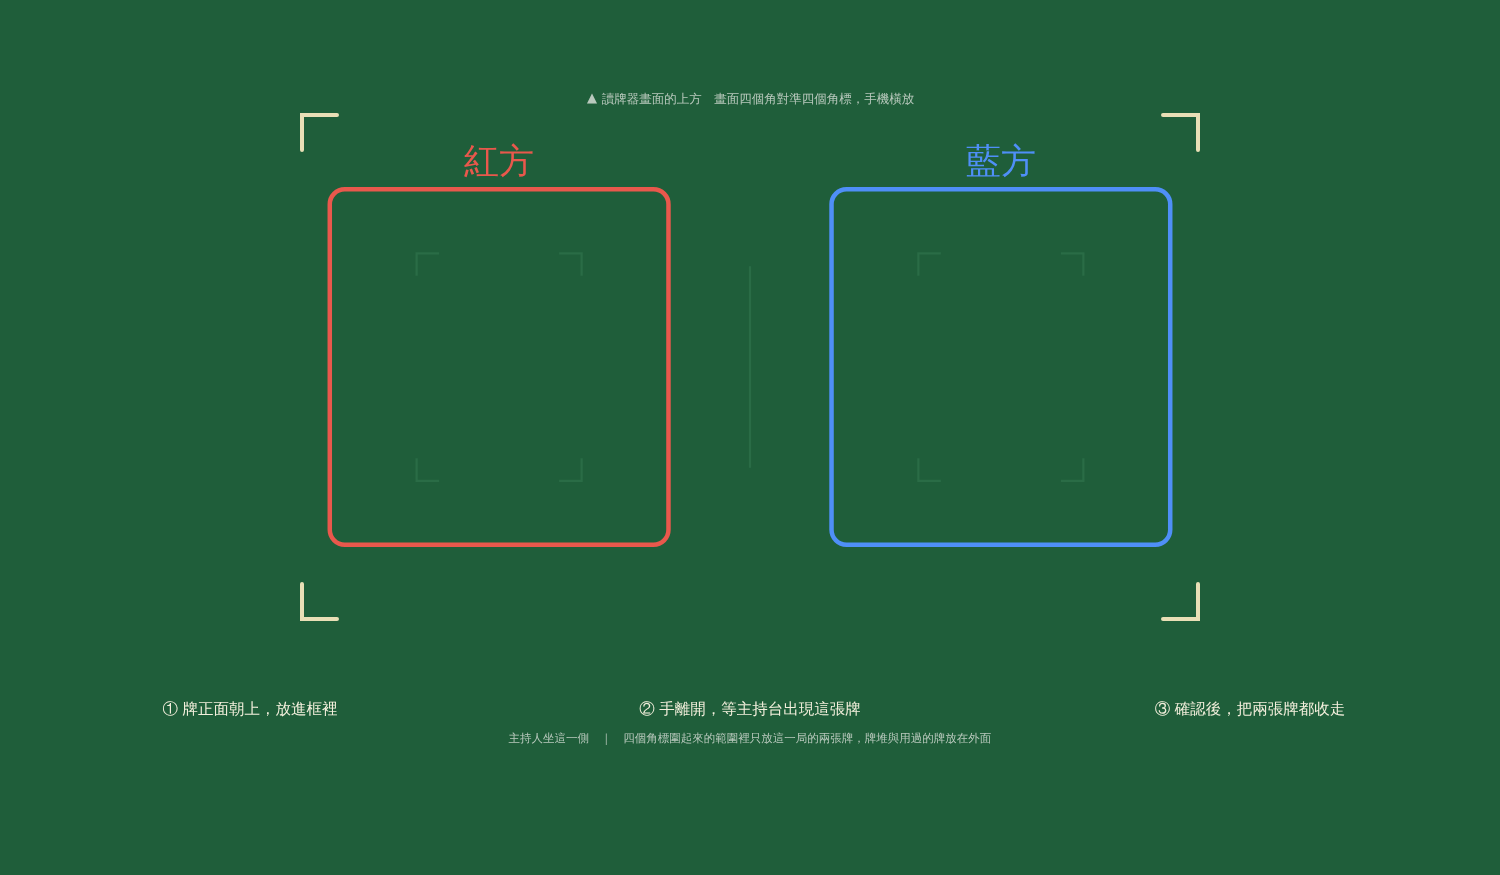 ▲ 讀牌器畫面的上方　畫面四個角對準四個角標，手機橫放
紅方
藍方
① 牌正面朝上，放進框裡
② 手離開，等主持台出現這張牌
③ 確認後，把兩張牌都收走
主持人坐這一側　｜　四個角標圍起來的範圍裡只放這一局的兩張牌，牌堆與用過的牌放在外面